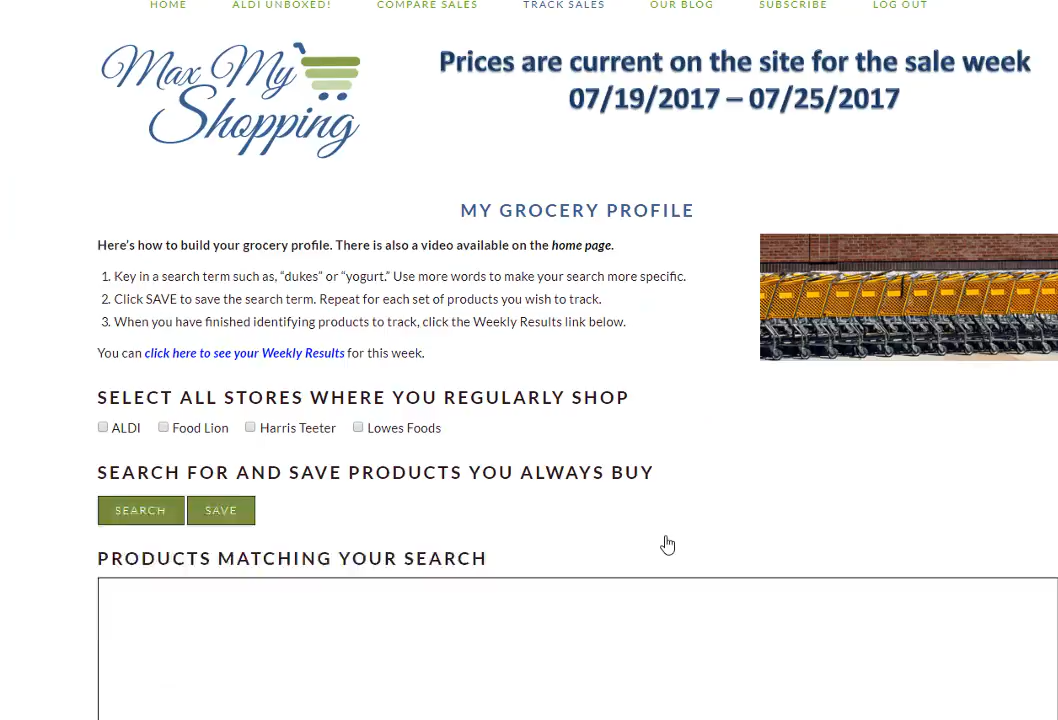 HOME ALDI UNBOXED! COMPARE SALES TRACK SALES OUR BLOG SUBSCRIBE LOG OUT
Max My
Shopping
Prices are current on the site for the sale week
07/19/2017 – 07/25/2017
MY GROCERY PROFILE
Here's how to build your grocery profile. There is also a video available on the home page.
1. Key in a search term such as, “dukes” or “yogurt.” Use more words to make your search more specific.
2. Click SAVE to save the search term. Repeat for each set of products you wish to track.
3. When you have finished identifying products to track, click the Weekly Results link below.
You can click here to see your Weekly Results for this week.
SELECT ALL STORES WHERE YOU REGULARLY SHOP
ALDI Food Lion Harris Teeter Lowes Foods
SEARCH FOR AND SAVE PRODUCTS YOU ALWAYS BUY
SEARCH SAVE
PRODUCTS MATCHING YOUR SEARCH